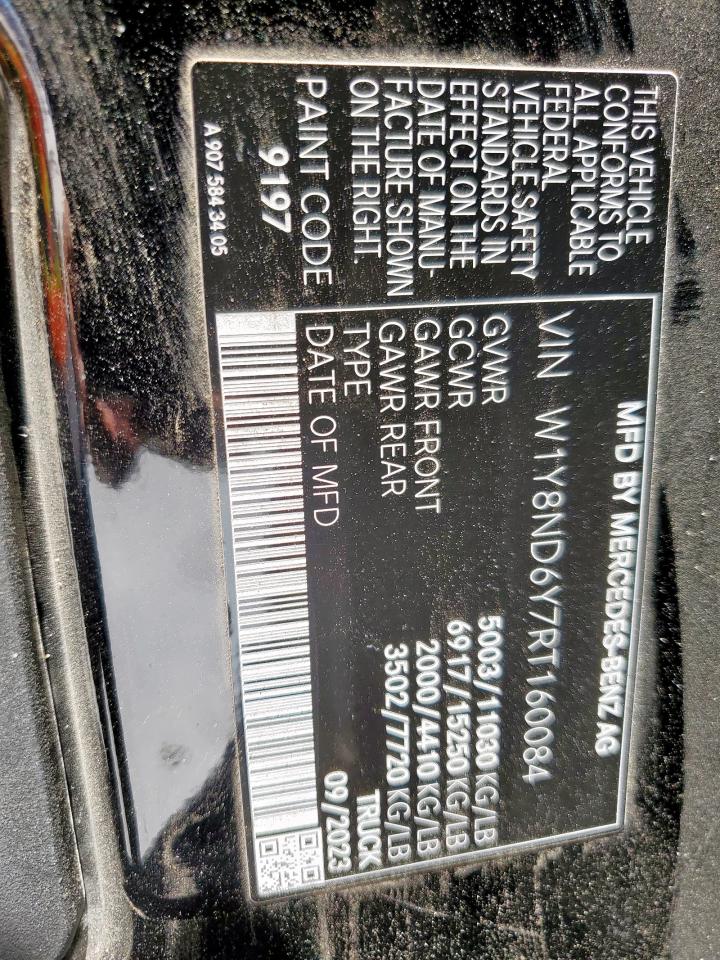 MFD BY MERCEDES-BENZ AG
VIN W1Y8ND6Y7RT160084
GVWR 5003/11030 KG/LB
GCWR 6917/15250 KG/LB
GAWR FRONT 2000/4410 KG/LB
GAWR REAR 3502/7720 KG/LB
TYPE TRUCK
DATE OF MFD 09/2023
THIS VEHICLE
CONFORMS TO
ALL APPLICABLE
FEDERAL
VEHICLE SAFETY
STANDARDS IN
EFFECT ON THE
DATE OF MANU-
FACTURE SHOWN
ON THE RIGHT.
PAINT CODE
9197
A 907 584 34 05